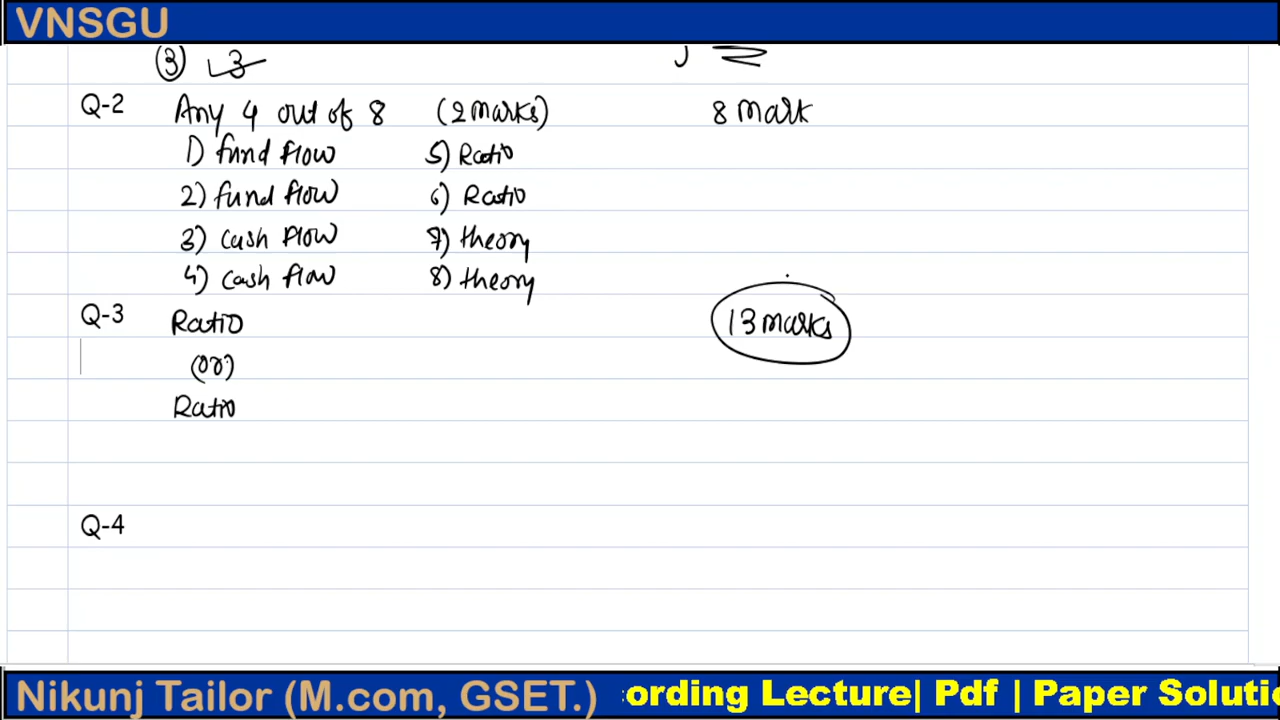 VNSGU
③ 3
Q-2 Any 4 out of 8 (2 marks) 8 mark
1) fund flow 5) Ratio
2) fund flow 6) Ratio
3) cash flow 7) theory
4) cash flow 8) theory
Q-3 Ratio 13 marks
(or)
Ratio
Q-4
Nikunj Tailor (M.com, GSET.) ording Lecture| Pdf | Paper Solutio